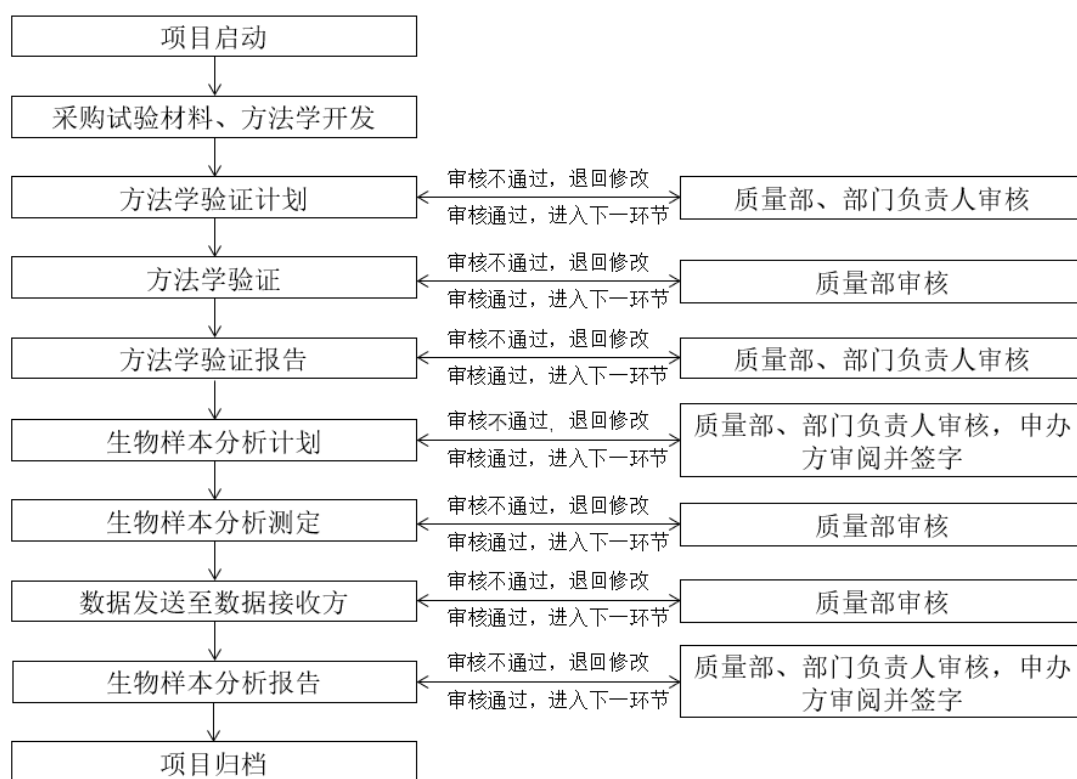 项目启动
采购试验材料、方法学开发
方法学验证计划
审核不通过，退回修改
审核通过，进入下一环节
质量部、部门负责人审核
方法学验证
审核不通过，退回修改
审核通过，进入下一环节
质量部审核
方法学验证报告
审核不通过，退回修改
审核通过，进入下一环节
质量部、部门负责人审核
生物样本分析计划
审核不通过，退回修改
审核通过，进入下一环节
质量部、部门负责人审核，申办
方审阅并签字
生物样本分析测定
审核不通过，退回修改
审核通过，进入下一环节
质量部审核
数据发送至数据接收方
审核不通过，退回修改
审核通过，进入下一环节
质量部审核
生物样本分析报告
审核不通过，退回修改
审核通过，进入下一环节
质量部、部门负责人审核，申办
方审阅并签字
项目归档